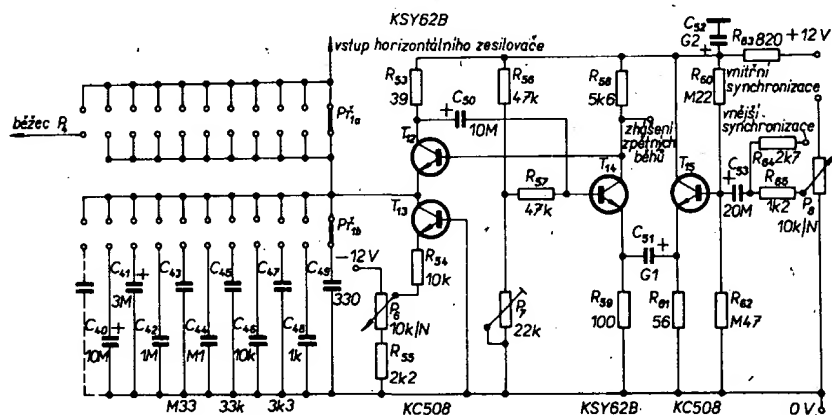 KSY62B
vstup horizontálního zesilovače
C52
G2 +
R63 820
+12V
R53
39
C50
+
10M
R56
47k
R58
5k6
R60
M22
vnitřní
synchronizace
vnější
synchronizace
běžec P4
Př1a
T12
zhášení
zpětných
běhů
T14
T15
R64
2k7
C53
+
20M
R65
1k2
P8
10k/N
R57
47k
Př1b
T13
C51
+
G1
R54
10k
-12V
C41 +
3M
C43
C45
C47
C49
330
P6
10k/N
P7
22k
R59
100
R61
56
R62
M47
C40 +
10M
C42
1M
C44
M1
C46
10k
C48
1k
R55
2k2
M33
33k
3k3
KC508
KSY62B
KC508
0V